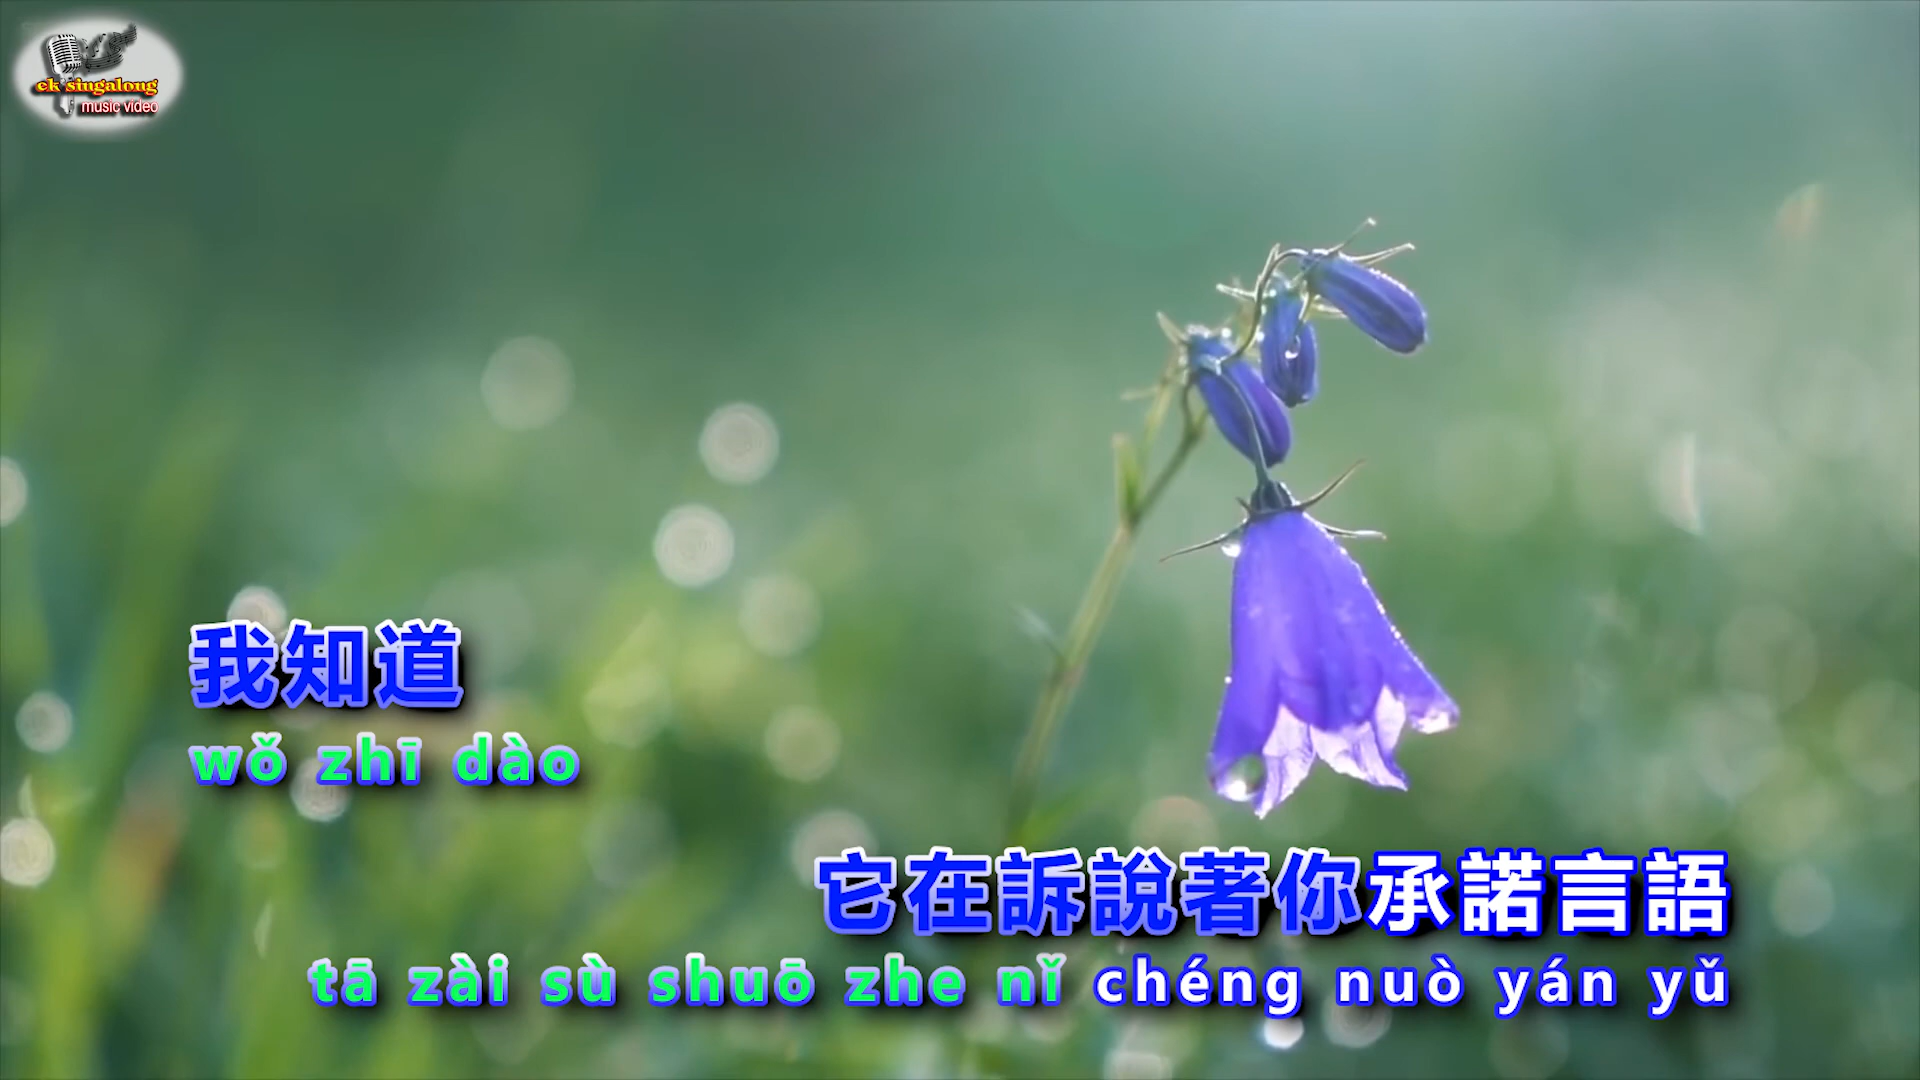 ck singalong
music video
我知道
wǒ zhī dào
它在訴說著你承諾言語
tā zài sù shuō zhe nǐ chéng nuò yán yǔ